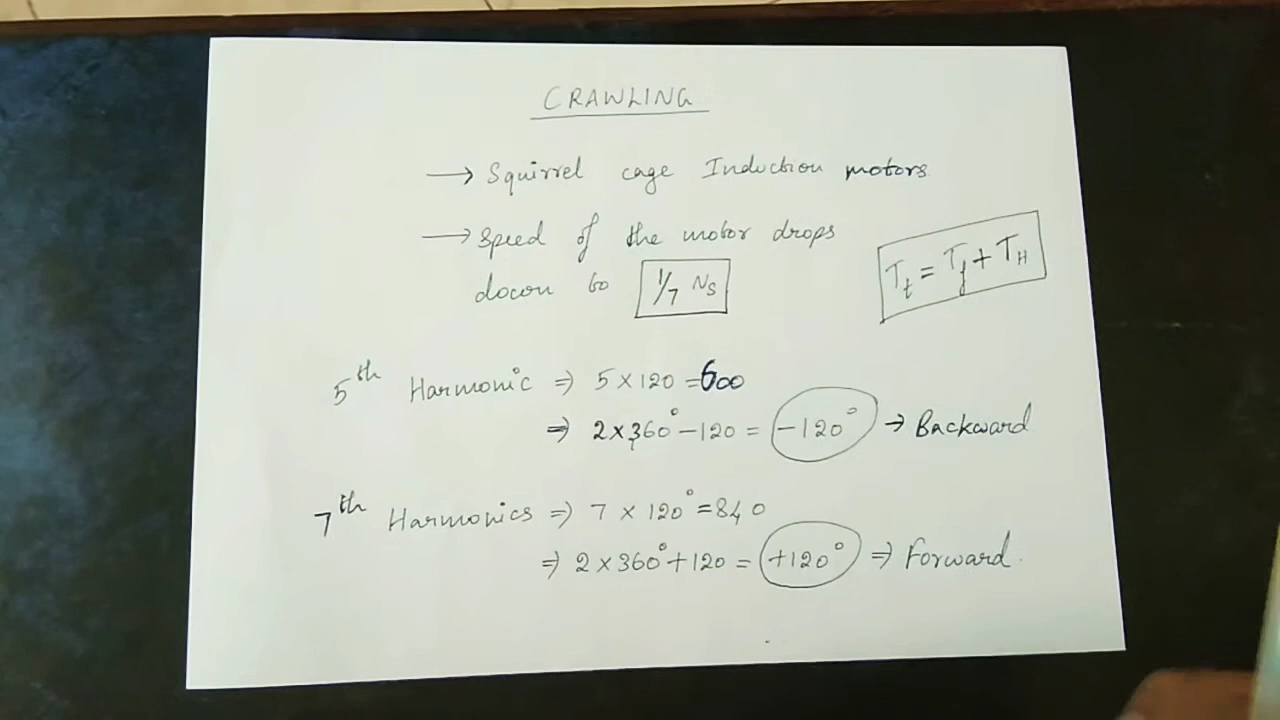 CRAWLING
→ Squirrel cage Induction motors
→ Speed of the motor drops
down to 1/7 Ns
Tt = Tf + TH
5th Harmonic ⇒ 5 × 120 = 600
⇒ 2 × 360° − 120 = −120° → Backward
7th Harmonics ⇒ 7 × 120° = 840
⇒ 2 × 360° + 120 = +120° ⇒ Forward.